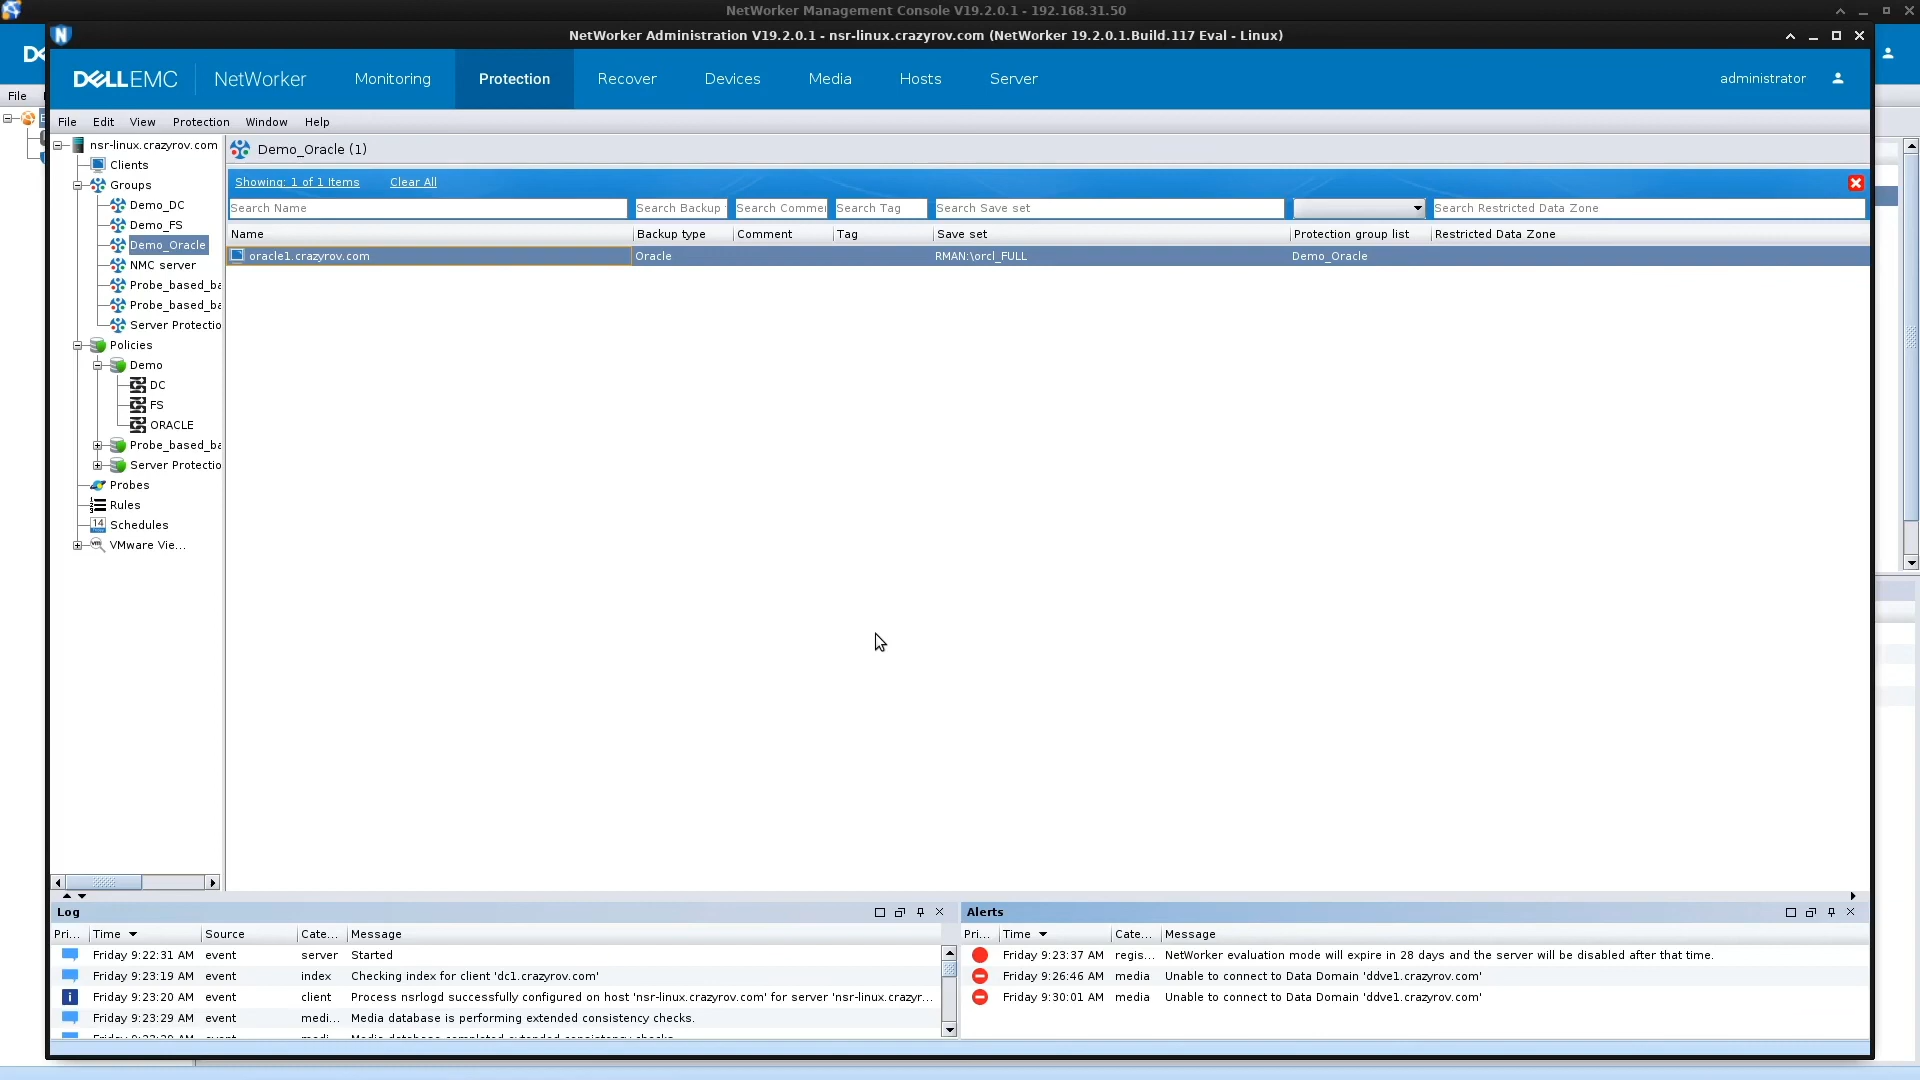 NetWorker Management Console V19.2.0.1 - 192.168.31.50
NetWorker Administration V19.2.0.1 - nsr-linux.crazyrov.com (NetWorker 19.2.0.1.Build.117 Eval - Linux)
DELLEMC NetWorker Monitoring Protection Recover Devices Media Hosts Server administrator
File
File Edit View Protection Window Help
nsr-linux.crazyrov.com
Clients
Groups
Demo_DC
Demo_FS
Demo_Oracle
NMC server
Probe_based_ba
Probe_based_ba
Server Protectio
Policies
Demo
DC
FS
ORACLE
Probe_based_ba
Server Protectio
Probes
Rules
Schedules
VMware Vie...
Demo_Oracle (1)
Showing: 1 of 1 Items Clear All
Search Name Search Backup Search Commen Search Tag Search Save set Search Restricted Data Zone
Name Backup type Comment Tag Save set Protection group list Restricted Data Zone
oracle1.crazyrov.com Oracle RMAN:\orcl_FULL Demo_Oracle
Log
Pri... Time Source Cate... Message
Friday 9:22:31 AM event server Started
Friday 9:23:19 AM event index Checking index for client 'dc1.crazyrov.com'
Friday 9:23:20 AM event client Process nsrlogd successfully configured on host 'nsr-linux.crazyrov.com' for server 'nsr-linux.crazyr...
Friday 9:23:29 AM event medi... Media database is performing extended consistency checks.
Alerts
Pri... Time Cate... Message
Friday 9:23:37 AM regis... NetWorker evaluation mode will expire in 28 days and the server will be disabled after that time.
Friday 9:26:46 AM media Unable to connect to Data Domain 'ddve1.crazyrov.com'
Friday 9:30:01 AM media Unable to connect to Data Domain 'ddve1.crazyrov.com'